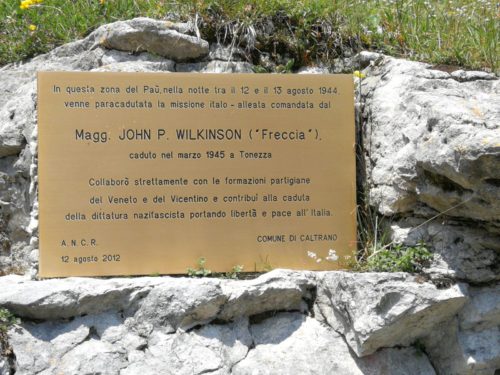 In questa zona del Paù, nella notte tra il 12 e il 13 agosto 1944,
venne paracadutata la missione italo - alleata comandata dal
Magg. JOHN P. WILKINSON ("Freccia"),
caduto nel marzo 1945 a Tonezza
Collaborò strettamente con le formazioni partigiane
del Veneto e del Vicentino e contribuì alla caduta
della dittatura nazifascista portando libertà e pace all' Italia.
A.N.C.R. COMUNE DI CALTRANO
12 agosto 2012